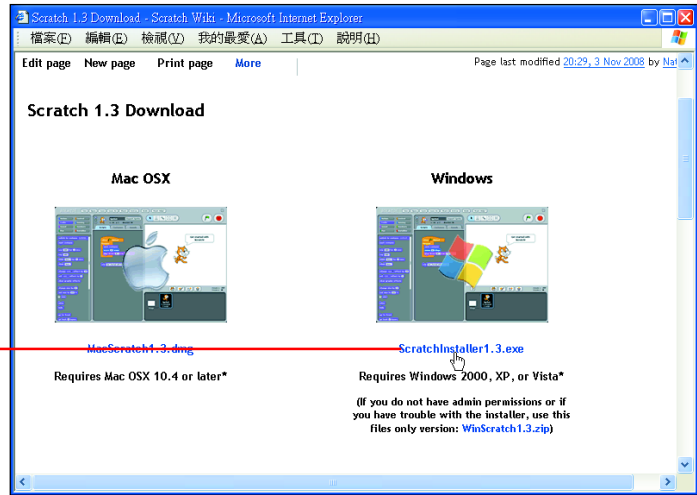 Scratch 1.3 Download - Scratch Wiki - Microsoft Internet Explorer
檔案(F) 編輯(E) 檢視(V) 我的最愛(A) 工具(T) 說明(H)
Edit page New page Print page More
Page last modified 20:29, 3 Nov 2008 by Nat
Scratch 1.3 Download
Mac OSX
Windows
MacScratch1.3.dmg
ScratchInstaller1.3.exe
Requires Mac OSX 10.4 or later*
Requires Windows 2000, XP, or Vista*
(If you do not have admin permissions or if
you have trouble with the installer, use this
files only version: WinScratch1.3.zip)